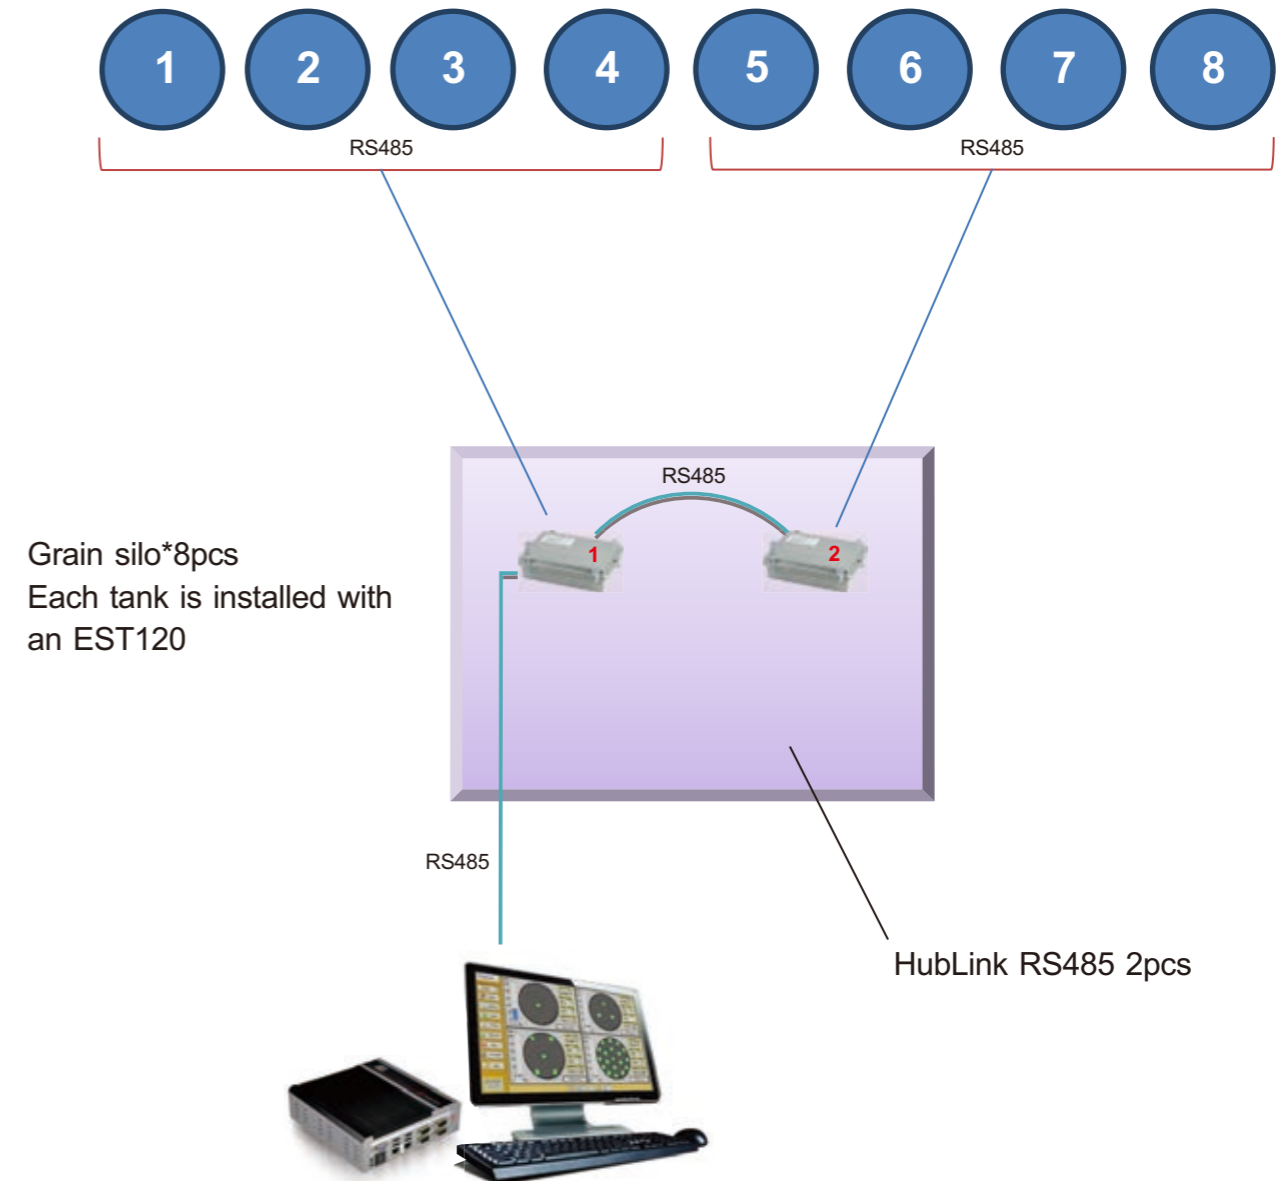 1 2 3 4 5 6 7 8
RS485 RS485
RS485
1 2
Grain silo*8pcs
Each tank is installed with
an EST120
RS485
HubLink RS485 2pcs